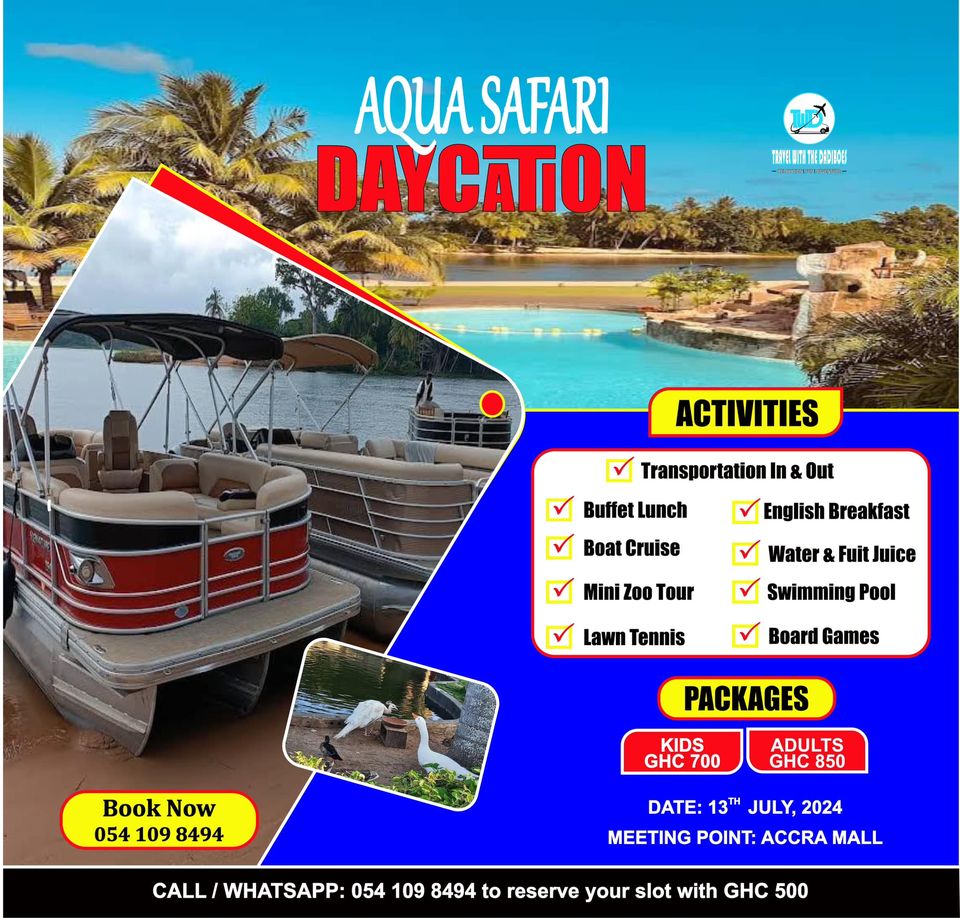 AQUA SAFARI
DAYCATION
TWD
TRAVEL WITH THE DADIBOES
ACTIVITIES
Transportation In & Out
Buffet Lunch
English Breakfast
Boat Cruise
Water & Fuit Juice
Mini Zoo Tour
Swimming Pool
Lawn Tennis
Board Games
PACKAGES
KIDS
GHC 700
ADULTS
GHC 850
Book Now
054 109 8494
DATE: 13TH JULY, 2024
MEETING POINT: ACCRA MALL
CALL / WHATSAPP: 054 109 8494 to reserve your slot with GHC 500